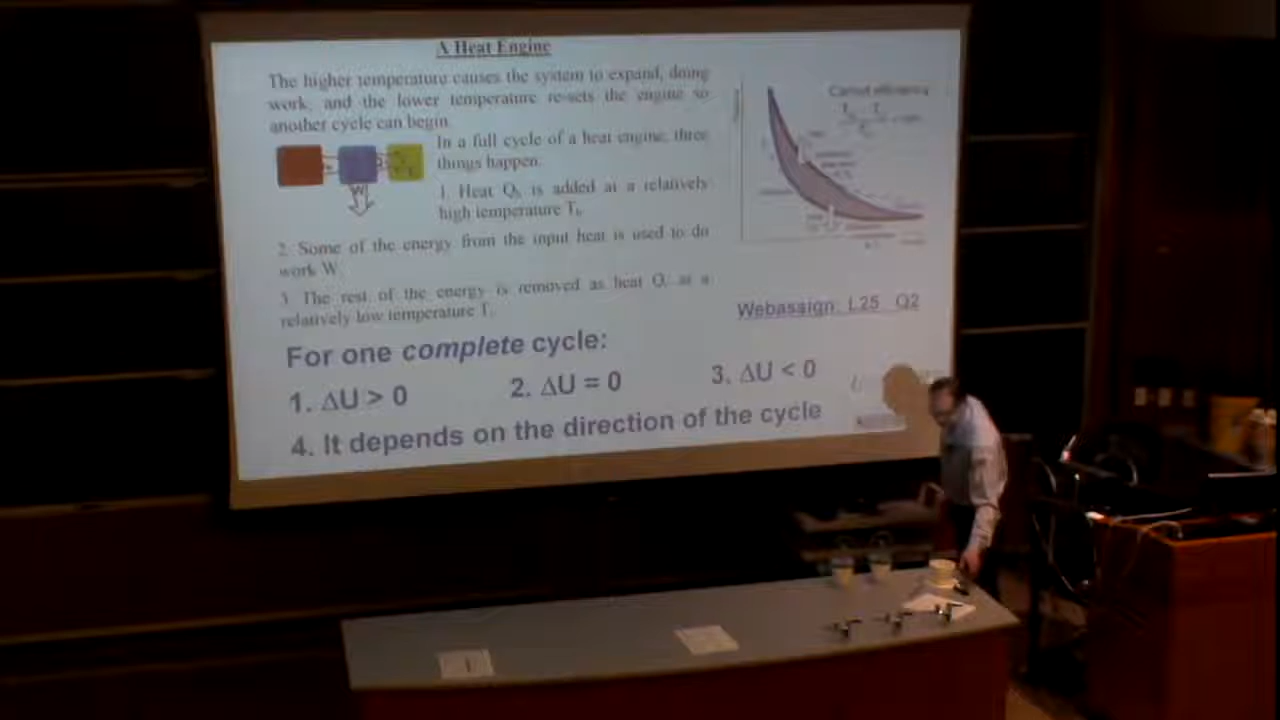 A Heat Engine
The higher temperature causes the system to expand, doing
work, and the lower temperature re-sets the engine so
another cycle can begin.
In a full cycle of a heat engine, three
things happen:
1. Heat Qh is added at a relatively
high temperature Th.
2. Some of the energy from the input heat is used to do
work W.
3. The rest of the energy is removed as heat Q at a
relatively low temperature T
W
Carnot efficiency
Webassign L25 Q2
For one complete cycle:
1. ΔU > 0
2. ΔU = 0
3. ΔU < 0
4. It depends on the direction of the cycle